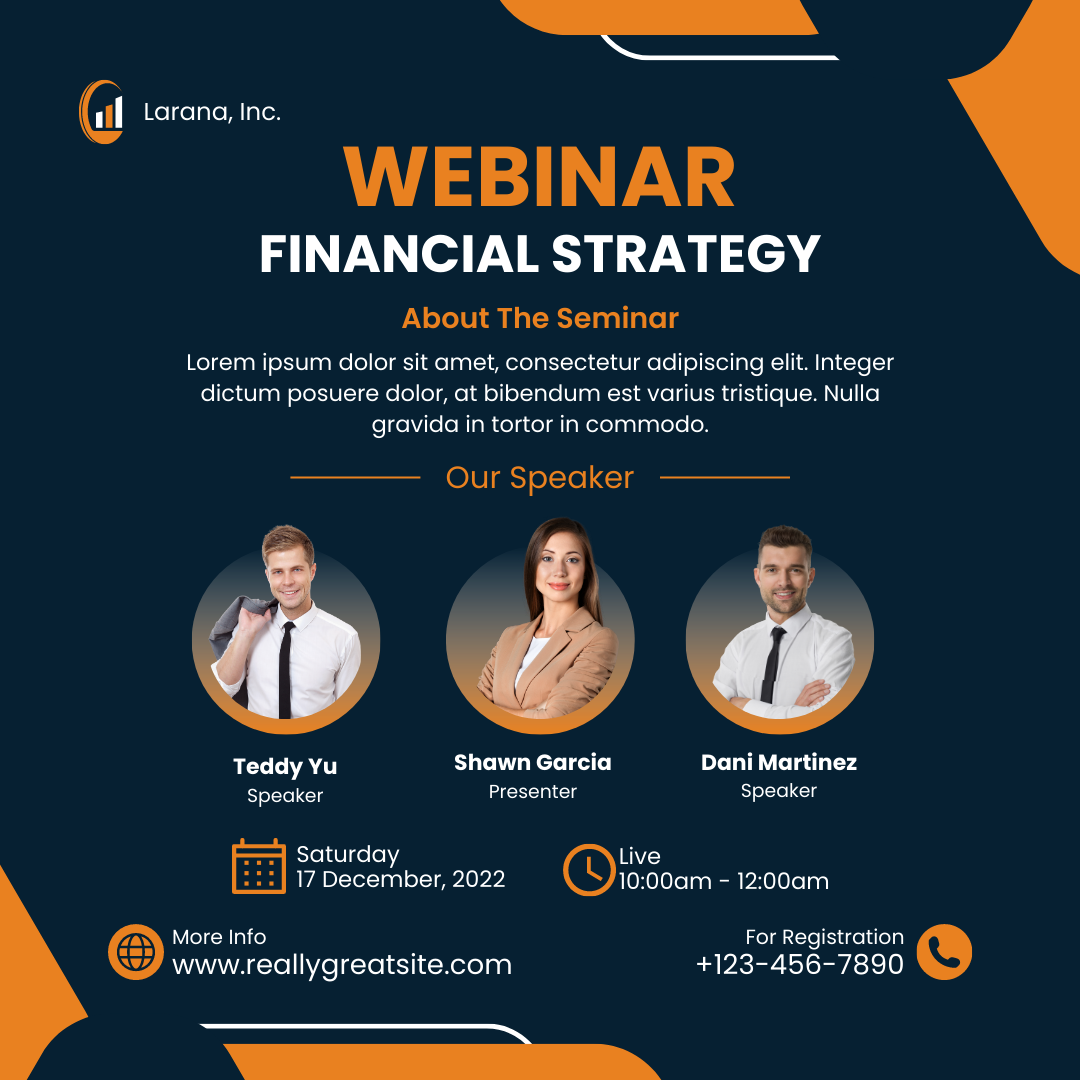 Larana, Inc.
WEBINAR
FINANCIAL STRATEGY
About The Seminar
Lorem ipsum dolor sit amet, consectetur adipiscing elit. Integer
dictum posuere dolor, at bibendum est varius tristique. Nulla
gravida in tortor in commodo.
Our Speaker
Teddy Yu
Speaker
Shawn Garcia
Presenter
Dani Martinez
Speaker
Saturday
17 December, 2022
Live
10:00am - 12:00am
More Info
www.reallygreatsite.com
For Registration
+123-456-7890